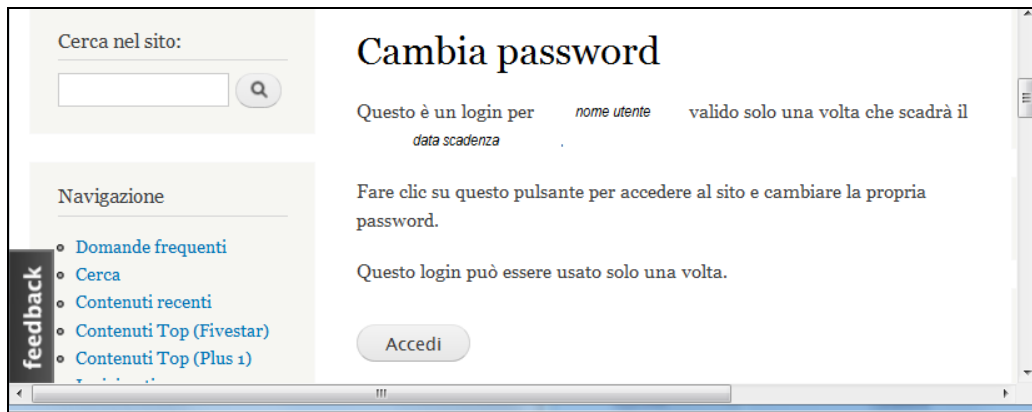 Cerca nel sito:
Navigazione
Domande frequenti
Cerca
Contenuti recenti
Contenuti Top (Fivestar)
Contenuti Top (Plus 1)
feedback
Cambia password
Questo è un login per nome utente valido solo una volta che scadrà il
data scadenza .
Fare clic su questo pulsante per accedere al sito e cambiare la propria
password.
Questo login può essere usato solo una volta.
Accedi